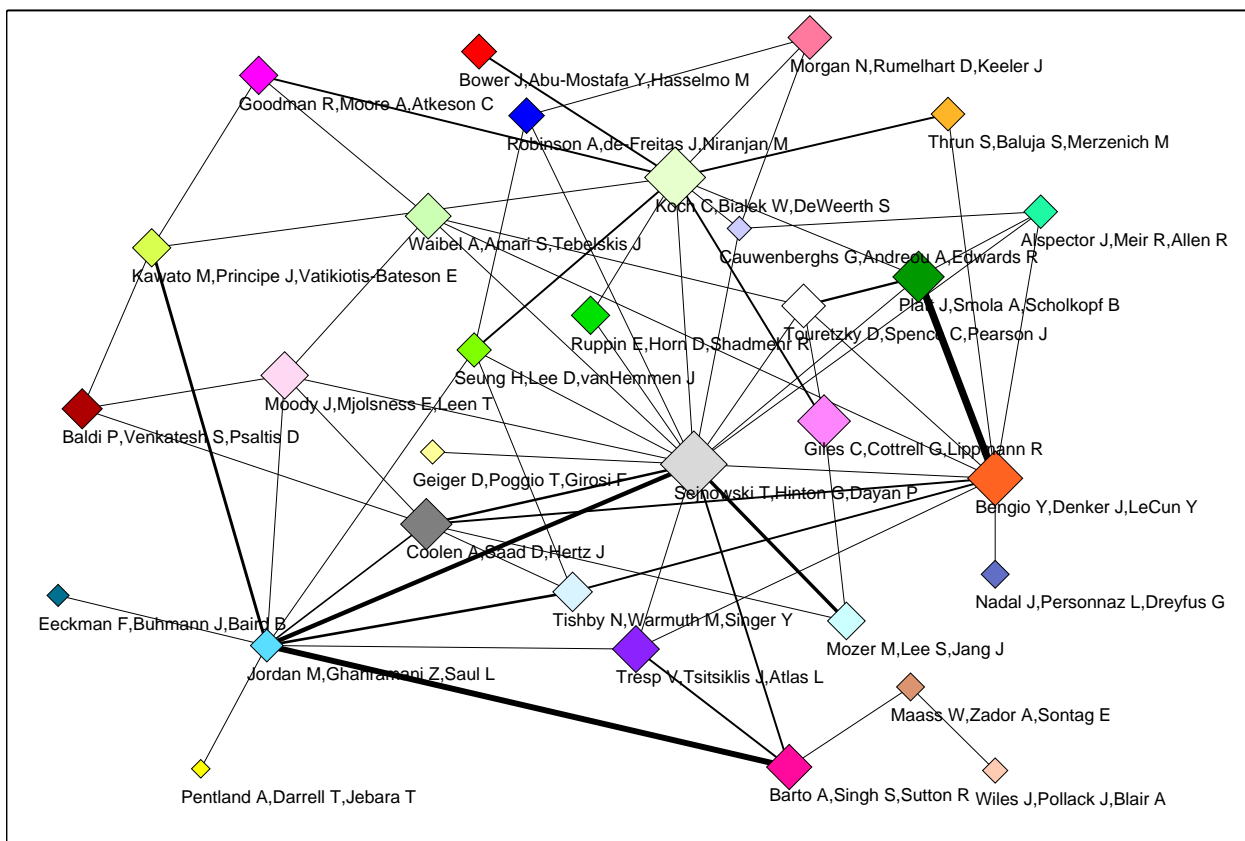 Morgan N,Rumelhart D,Keeler J
Bower J,Abu-Mostafa Y,Hasselmo M
Goodman R,Moore A,Atkeson C
Robinson A,de-Freitas J,Niranjan M
Thrun S,Baluja S,Merzenich M
Koch C,Bialek W,DeWeerth S
Alspector J,Meir R,Allen R
Waibel A,Amari S,Tebelskis J
Cauwenberghs G,Andreou A,Edwards R
Kawato M,Principe J,Vatikiotis-Bateson E
Platt J,Smola A,Scholkopf B
Touretzky D,Spence C,Pearson J
Ruppin E,Horn D,Shadmehr R
Seung H,Lee D,vanHemmen J
Moody J,Mjolsness E,Leen T
Baldi P,Venkatesh S,Psaltis D
Giles C,Cottrell G,Lippmann R
Geiger D,Poggio T,Girosi F
Sejnowski T,Hinton G,Dayan P
Bengio Y,Denker J,LeCun Y
Coolen A,Saad D,Hertz J
Nadal J,Personnaz L,Dreyfus G
Eeckman F,Buhmann J,Baird B
Tishby N,Warmuth M,Singer Y
Mozer M,Lee S,Jang J
Jordan M,Ghahramani Z,Saul L
Tresp V,Tsitsiklis J,Atlas L
Maass W,Zador A,Sontag E
Pentland A,Darrell T,Jebara T
Barto A,Singh S,Sutton R
Wiles J,Pollack J,Blair A